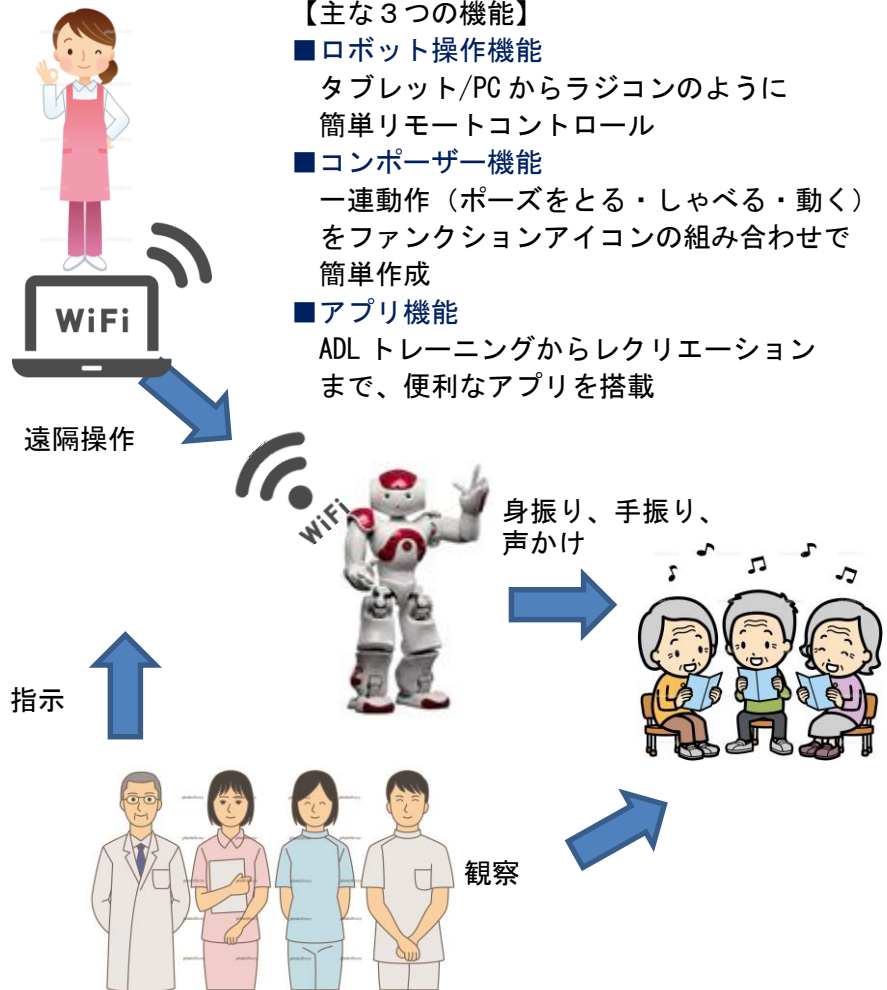 【主な３つの機能】
■ロボット操作機能
タブレット/PCからラジコンのように
簡単リモートコントロール
■コンポーザー機能
一連動作（ポーズをとる・しゃべる・動く）
をファンクションアイコンの組み合わせで
簡単作成
■アプリ機能
ADLトレーニングからレクリエーション
まで、便利なアプリを搭載
WiFi
遠隔操作
WiFi
身振り、手振り、
声かけ
指示
観察